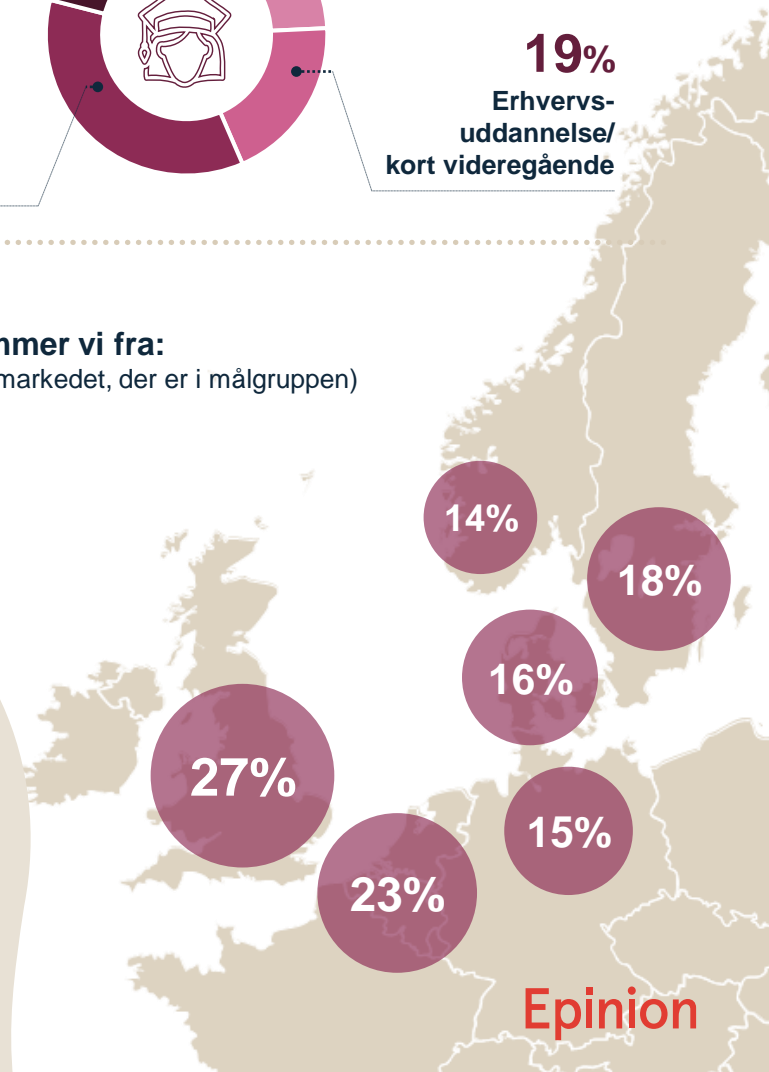 19%
Erhvervs-
uddannelse/
kort videregående
mmer vi fra:
markedet, der er i målgruppen)
14%
18%
16%
27%
15%
23%
Epinion